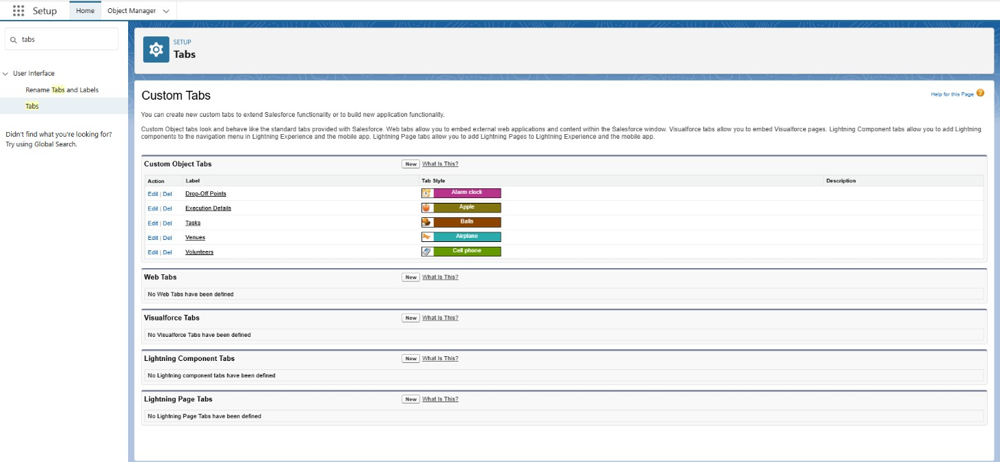 Setup
Home
Object Manager
tabs
User Interface
Rename Tabs and Labels
Tabs
Didn't find what you're looking for?
Try using Global Search.
SETUP
Tabs
Custom Tabs
Help for this Page
You can create new custom tabs to extend Salesforce functionality or to build new application functionality.
Custom Object tabs look and behave like the standard tabs provided with Salesforce. Web tabs allow you to embed external web applications and content within the Salesforce window. Visualforce tabs allow you to embed Visualforce pages. Lightning Component tabs allow you to add Lightning
components to the navigation menu in Lightning Experience and the mobile app. Lightning Page tabs allow you to add Lightning Pages to Lightning Experience and the mobile app.
Custom Object Tabs New What Is This?
Action Label Tab Style Description
Edit | Del Drop-Off Points Alarm clock
Edit | Del Execution Details Apple
Edit | Del Tasks Balls
Edit | Del Venues Airplane
Edit | Del Volunteers Cell phone
Web Tabs New What Is This?
No Web Tabs have been defined
Visualforce Tabs New What Is This?
No Visualforce Tabs have been defined
Lightning Component Tabs New What Is This?
No Lightning component tabs have been defined
Lightning Page Tabs New What Is This?
No Lightning Page Tabs have been defined